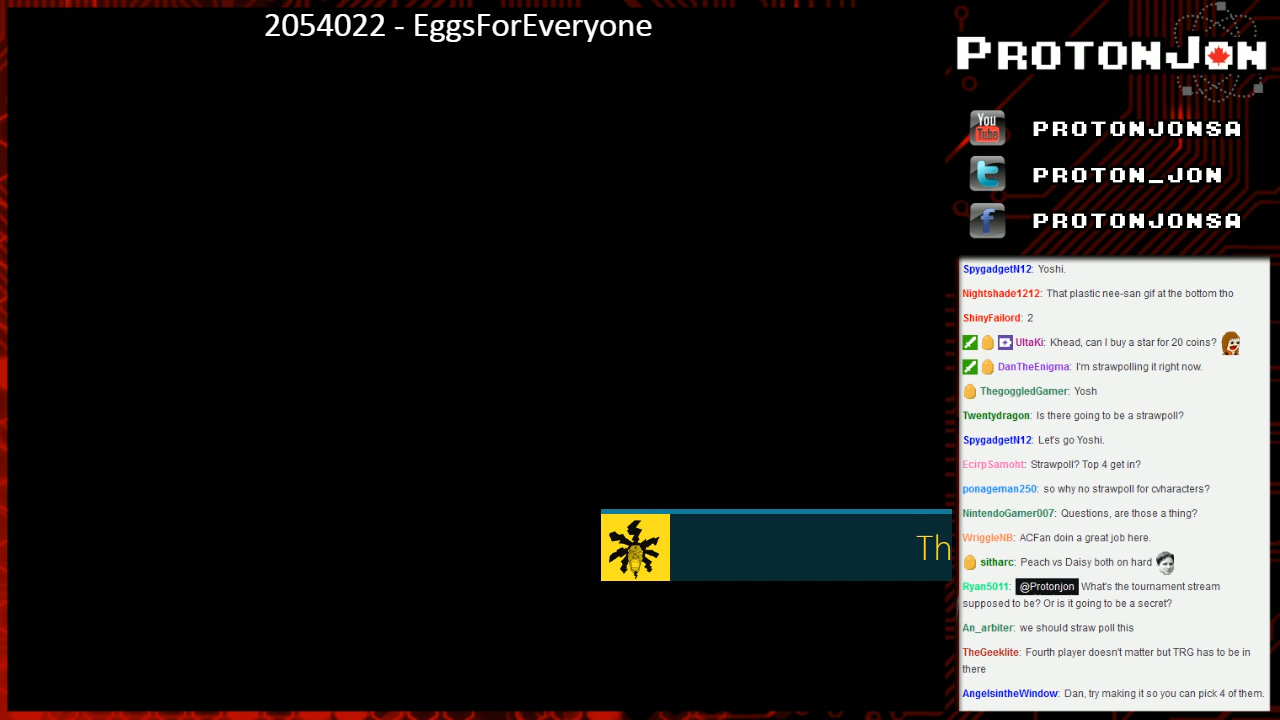 2054022 - EggsForEveryone
PROTONJON
You
Tube
PROTONJONSA
PROTON_JON
PROTONJONSA
SpygadgetN12: Yoshi.
Nightshade1212: That plastic nee-san gif at the bottom tho
ShinyFailord: 2
UltaKi: Khead, can I buy a star for 20 coins?
DanTheEnigma: I'm strawpolling it right now.
ThegoggledGamer: Yosh
Twentydragon: Is there going to be a strawpoll?
SpygadgetN12: Let's go Yoshi.
EcirpSamoht: Strawpoll? Top 4 get in?
ponageman250: so why no strawpoll for cvharacters?
NintendoGamer007: Questions, are those a thing?
WriggleNB: ACFan doin a great job here.
sitharc: Peach vs Daisy both on hard
Ryan5011: @Protonjon What's the tournament stream
supposed to be? Or is it going to be a secret?
An_arbiter: we should straw poll this
TheGeeklite: Fourth player doesn't matter but TRG has to be in
there
AngelsintheWindow: Dan, try making it so you can pick 4 of them.
Th